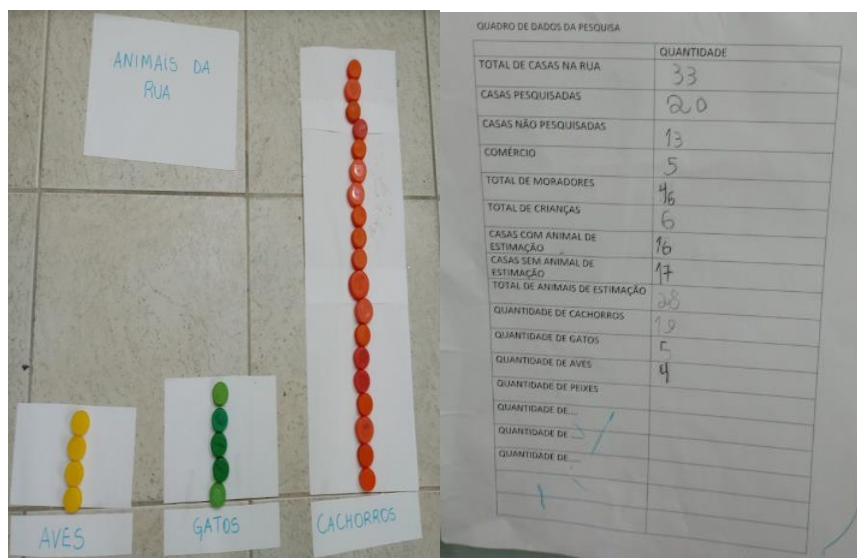 ANIMAIS DA
RUA
AVES
GATOS
CACHORROS
QUADRO DE DADOS DA PESQUISA
QUANTIDADE
TOTAL DE CASAS NA RUA 33
CASAS PESQUISADAS 20
CASAS NÃO PESQUISADAS 13
COMÉRCIO 5
TOTAL DE MORADORES 46
TOTAL DE CRIANÇAS 6
CASAS COM ANIMAL DE
ESTIMAÇÃO 16
CASAS SEM ANIMAL DE
ESTIMAÇÃO 17
TOTAL DE ANIMAIS DE ESTIMAÇÃO 28
QUANTIDADE DE CACHORROS 19
QUANTIDADE DE GATOS 5
QUANTIDADE DE AVES 4
QUANTIDADE DE PEIXES
QUANTIDADE DE....
QUANTIDADE DE ...
QUANTIDADE DE....